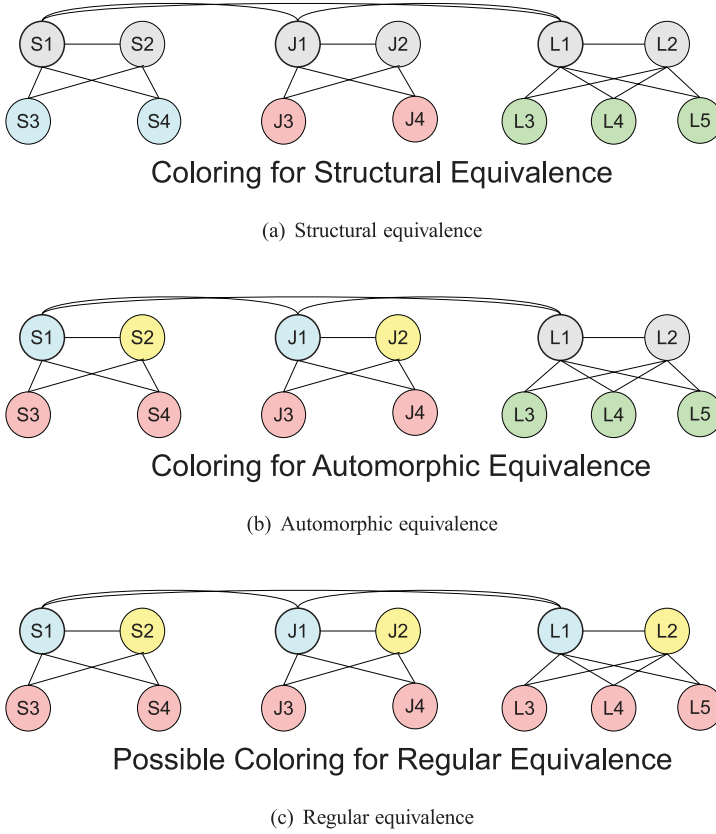 S1 S2 J1 J2 L1 L2
S3 S4 J3 J4 L3 L4 L5
Coloring for Structural Equivalence
(a) Structural equivalence
S1 S2 J1 J2 L1 L2
S3 S4 J3 J4 L3 L4 L5
Coloring for Automorphic Equivalence
(b) Automorphic equivalence
S1 S2 J1 J2 L1 L2
S3 S4 J3 J4 L3 L4 L5
Possible Coloring for Regular Equivalence
(c) Regular equivalence